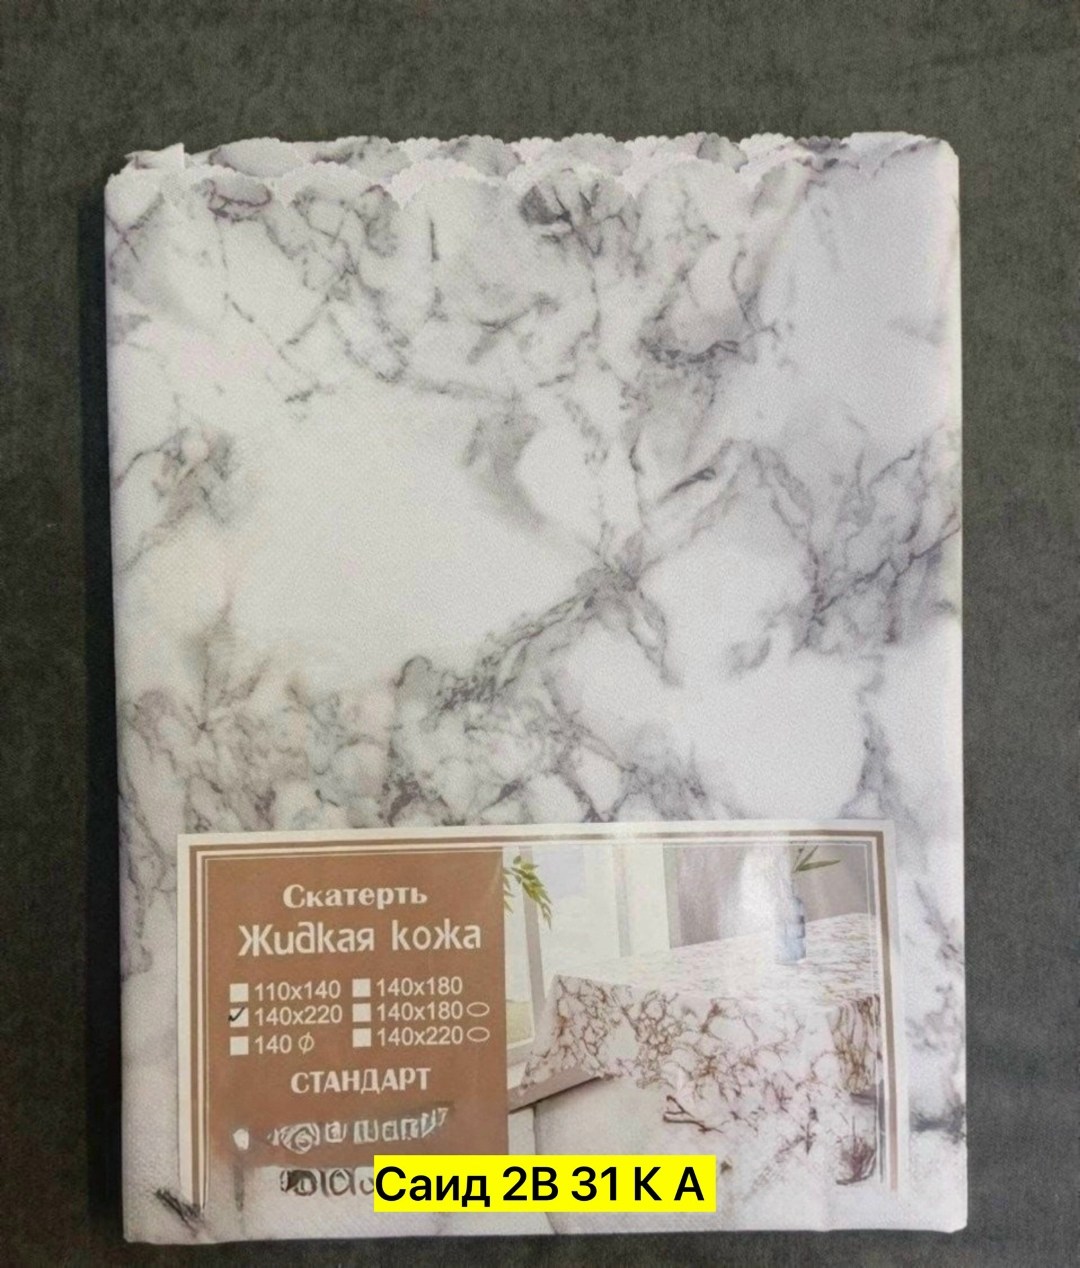 Скатерть
Жидкая кожа
110x140 140x180
140x220 140x180
140 ϕ 140x220
СТАНДАРТ
Саид 2В 31 К А